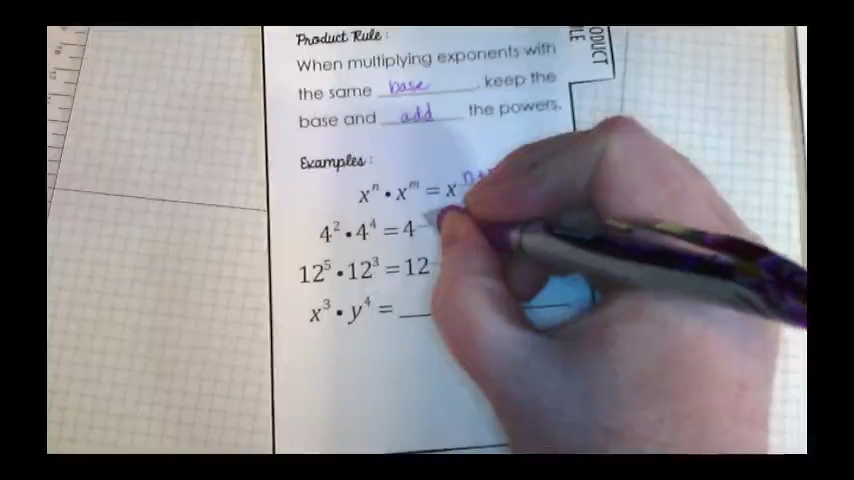 Product Rule:
When multiplying exponents with
the same base, keep the
base and add the powers.
Examples:
xⁿ • xᵐ = x
4² • 4⁴ = 4
12⁵ • 12³ = 12
x³ • y⁴ =
PRODUCT